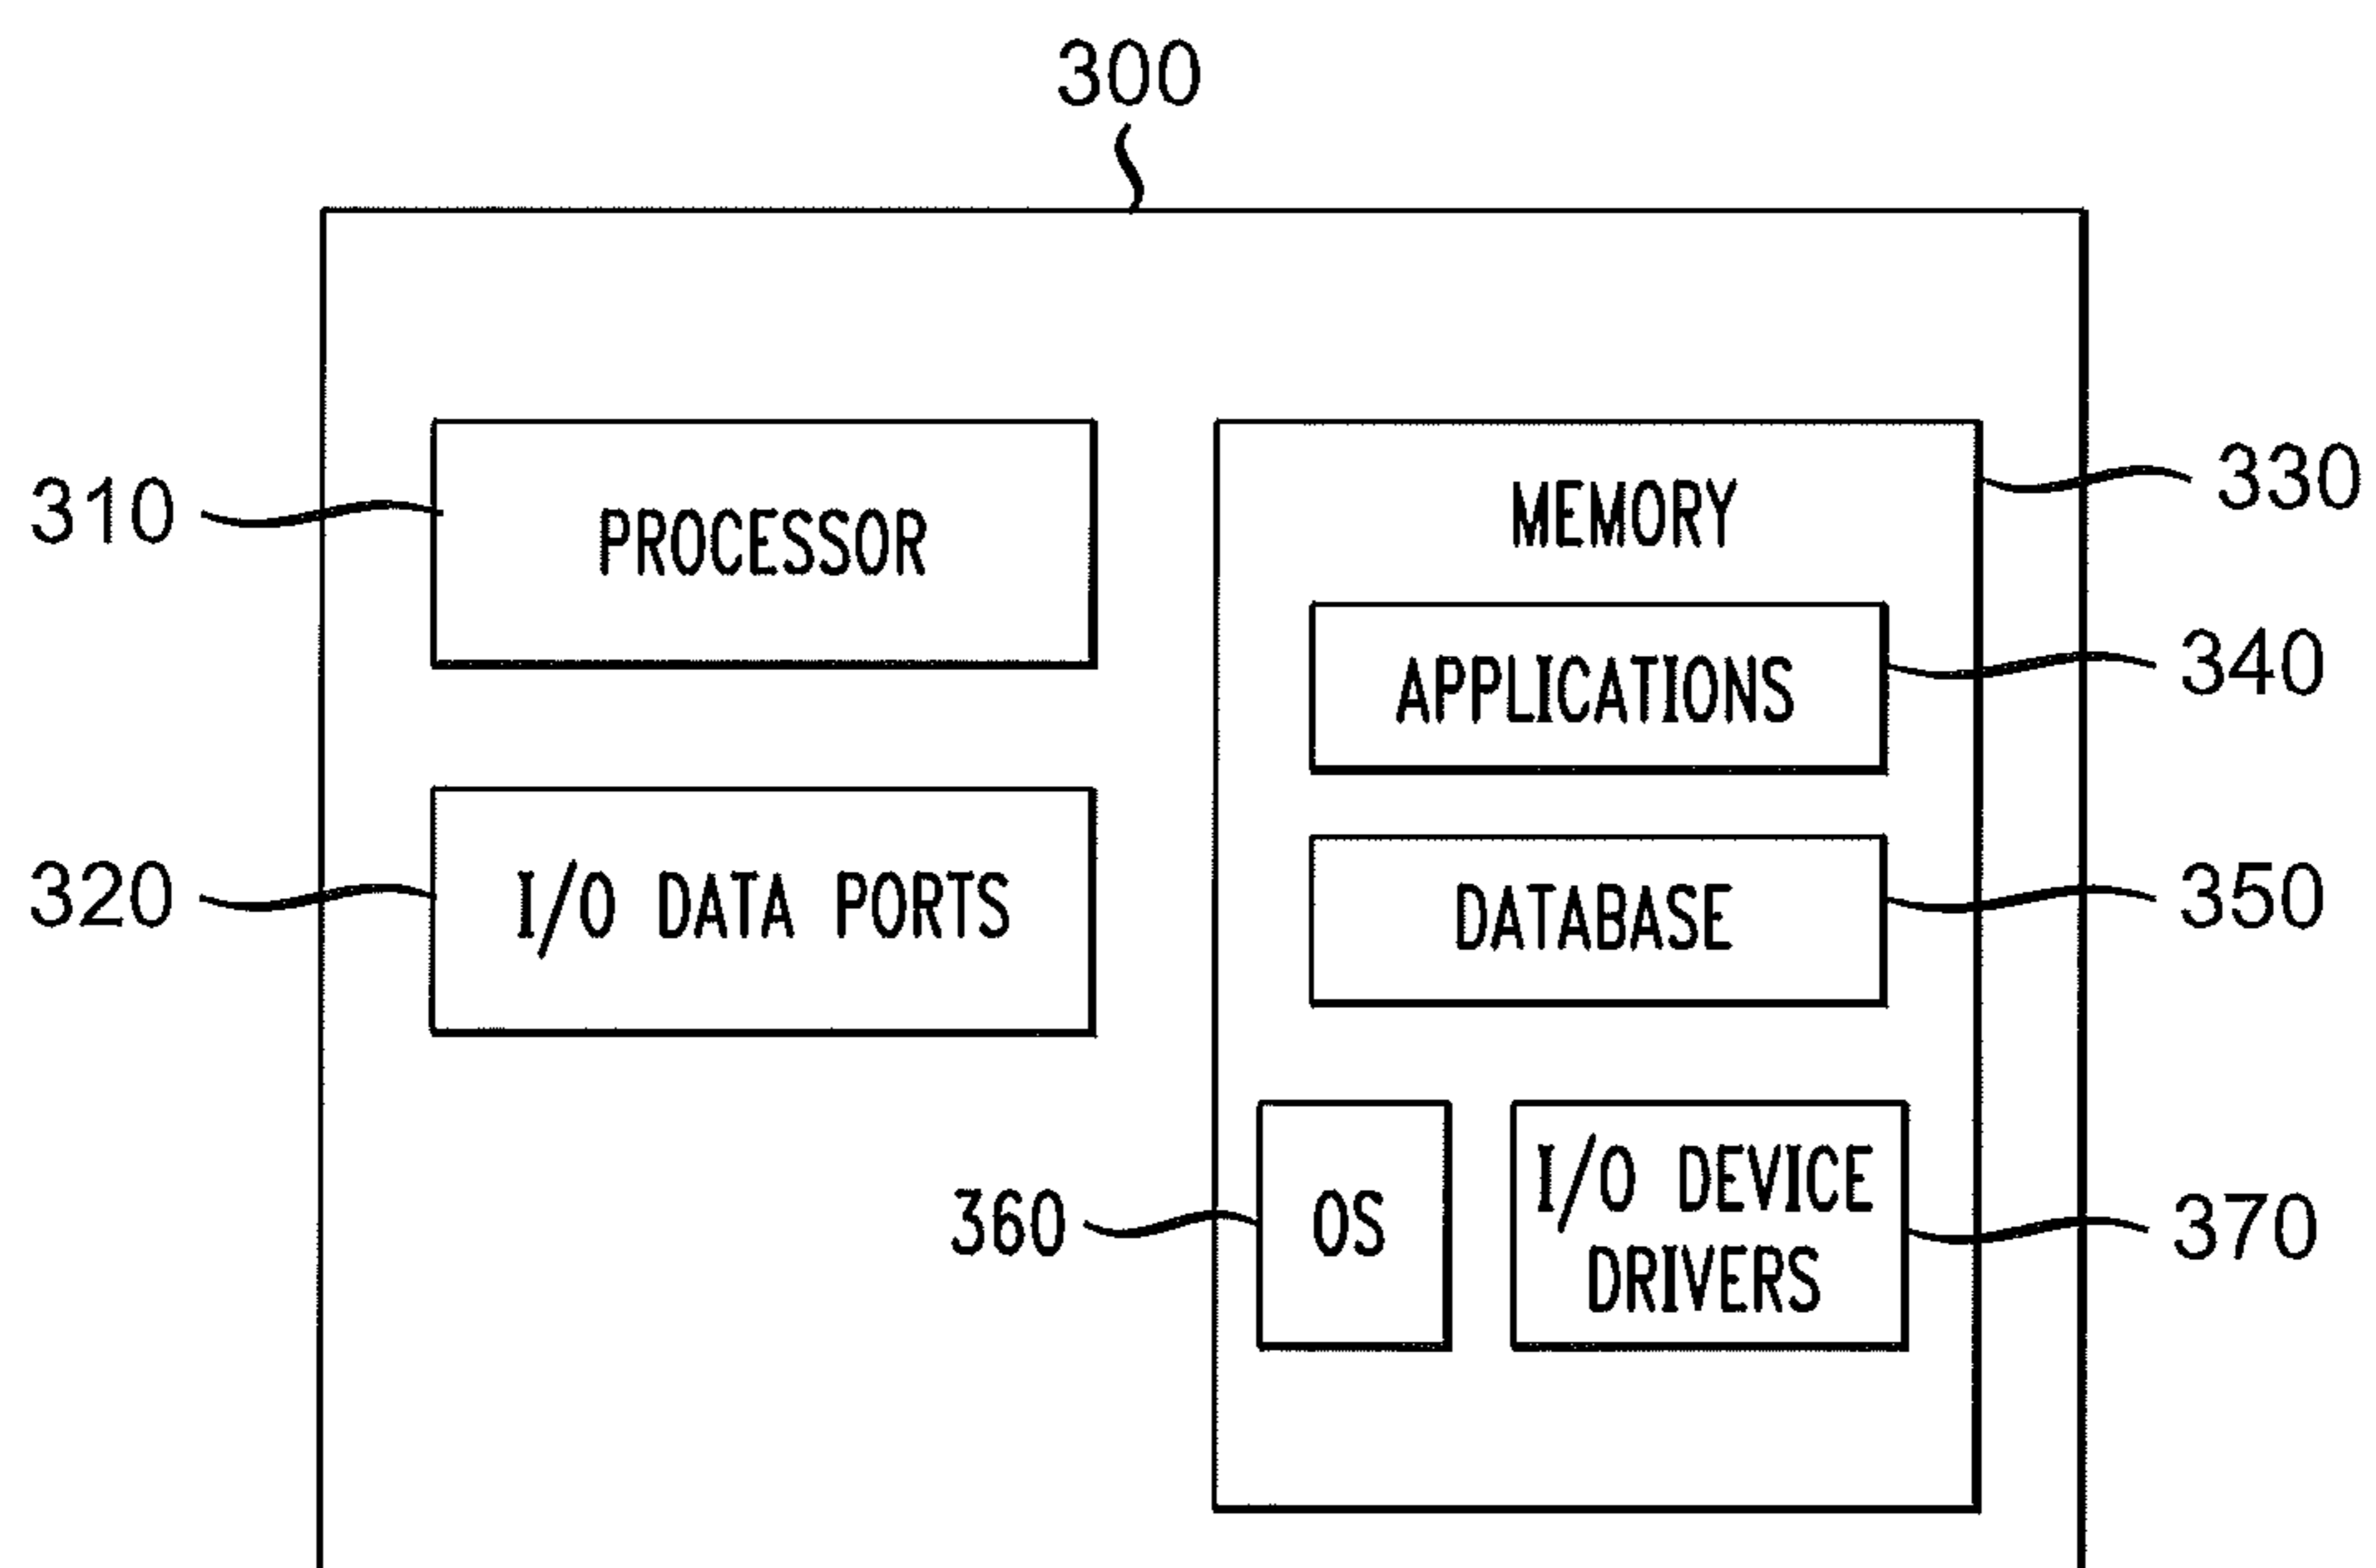 300
310
PROCESSOR
330
MEMORY
340
APPLICATIONS
320
I/O DATA PORTS
350
DATABASE
360
OS
I/O DEVICE
DRIVERS
370